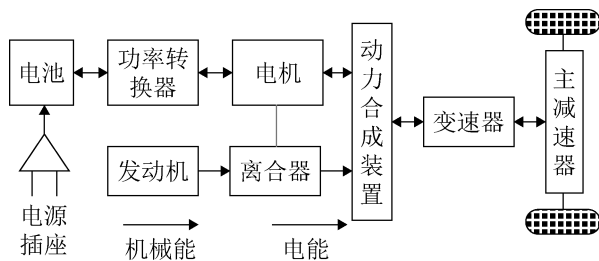 电池
功率转
换器
电机
动力合成装置
变速器
主减速器
发动机
离合器
电源
插座
机械能
电能